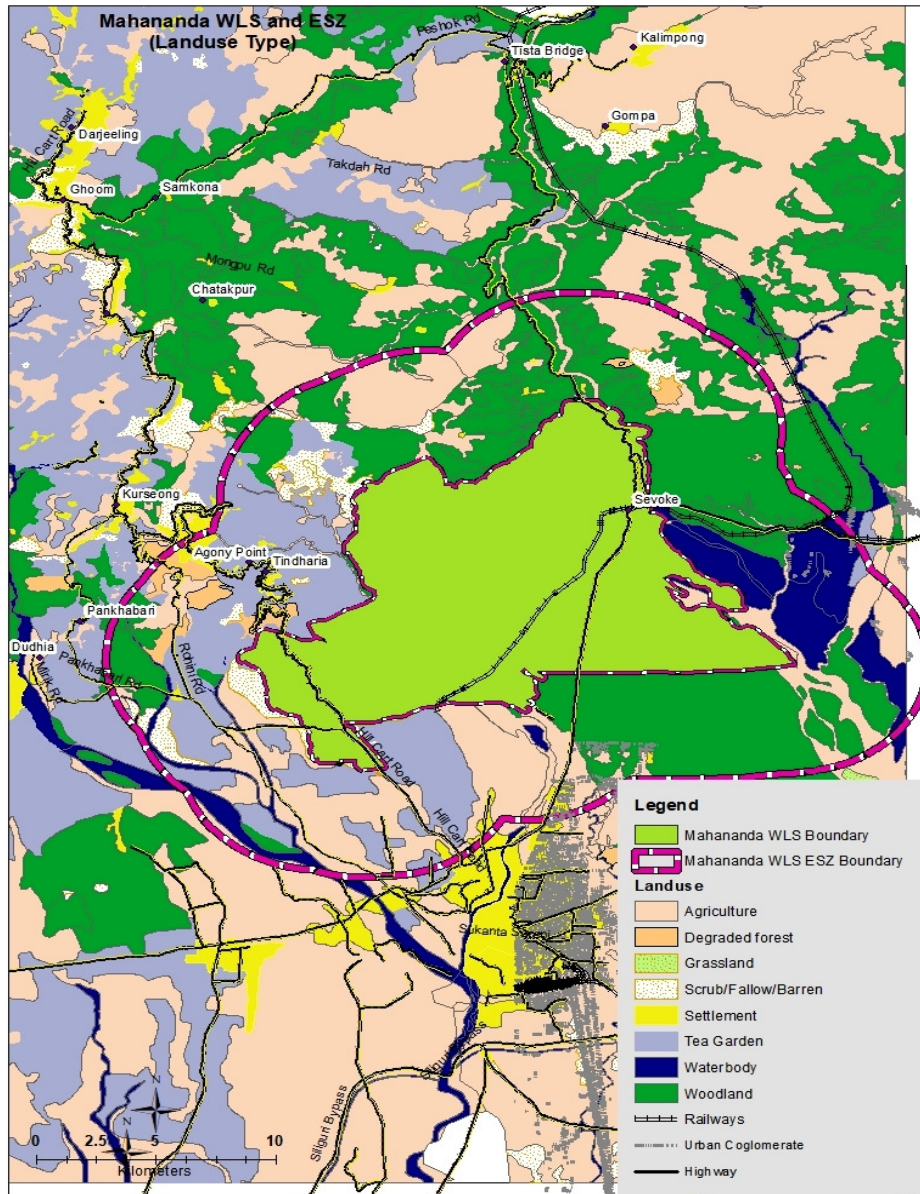 Mahananda WLS and ESZ
(Landuse Type)
Peshok Rd
Tista Bridge
Kalimpong
Gompa
Hill Cart Road
Darjeeling
Takdah Rd
Ghoom
Samkona
Mongpu Rd
Chatakpur
Kurseong
Sevoke
Agony Point
Tindharia
Pankhabari
Dudhia
Pankhabari Rd
Mirik Rd
Rohini Rd
Hill Cart Road
Hill Cart
Sukanta
Siliguri Bypass
N
N
0 2.5 5 10
Kilometers
Legend
Mahananda WLS Boundary
Mahananda WLS ESZ Boundary
Landuse
Agriculture
Degraded forest
Grassland
Scrub/Fallow/Barren
Settlement
Tea Garden
Waterbody
Woodland
Railways
Urban Coglomerate
Highway